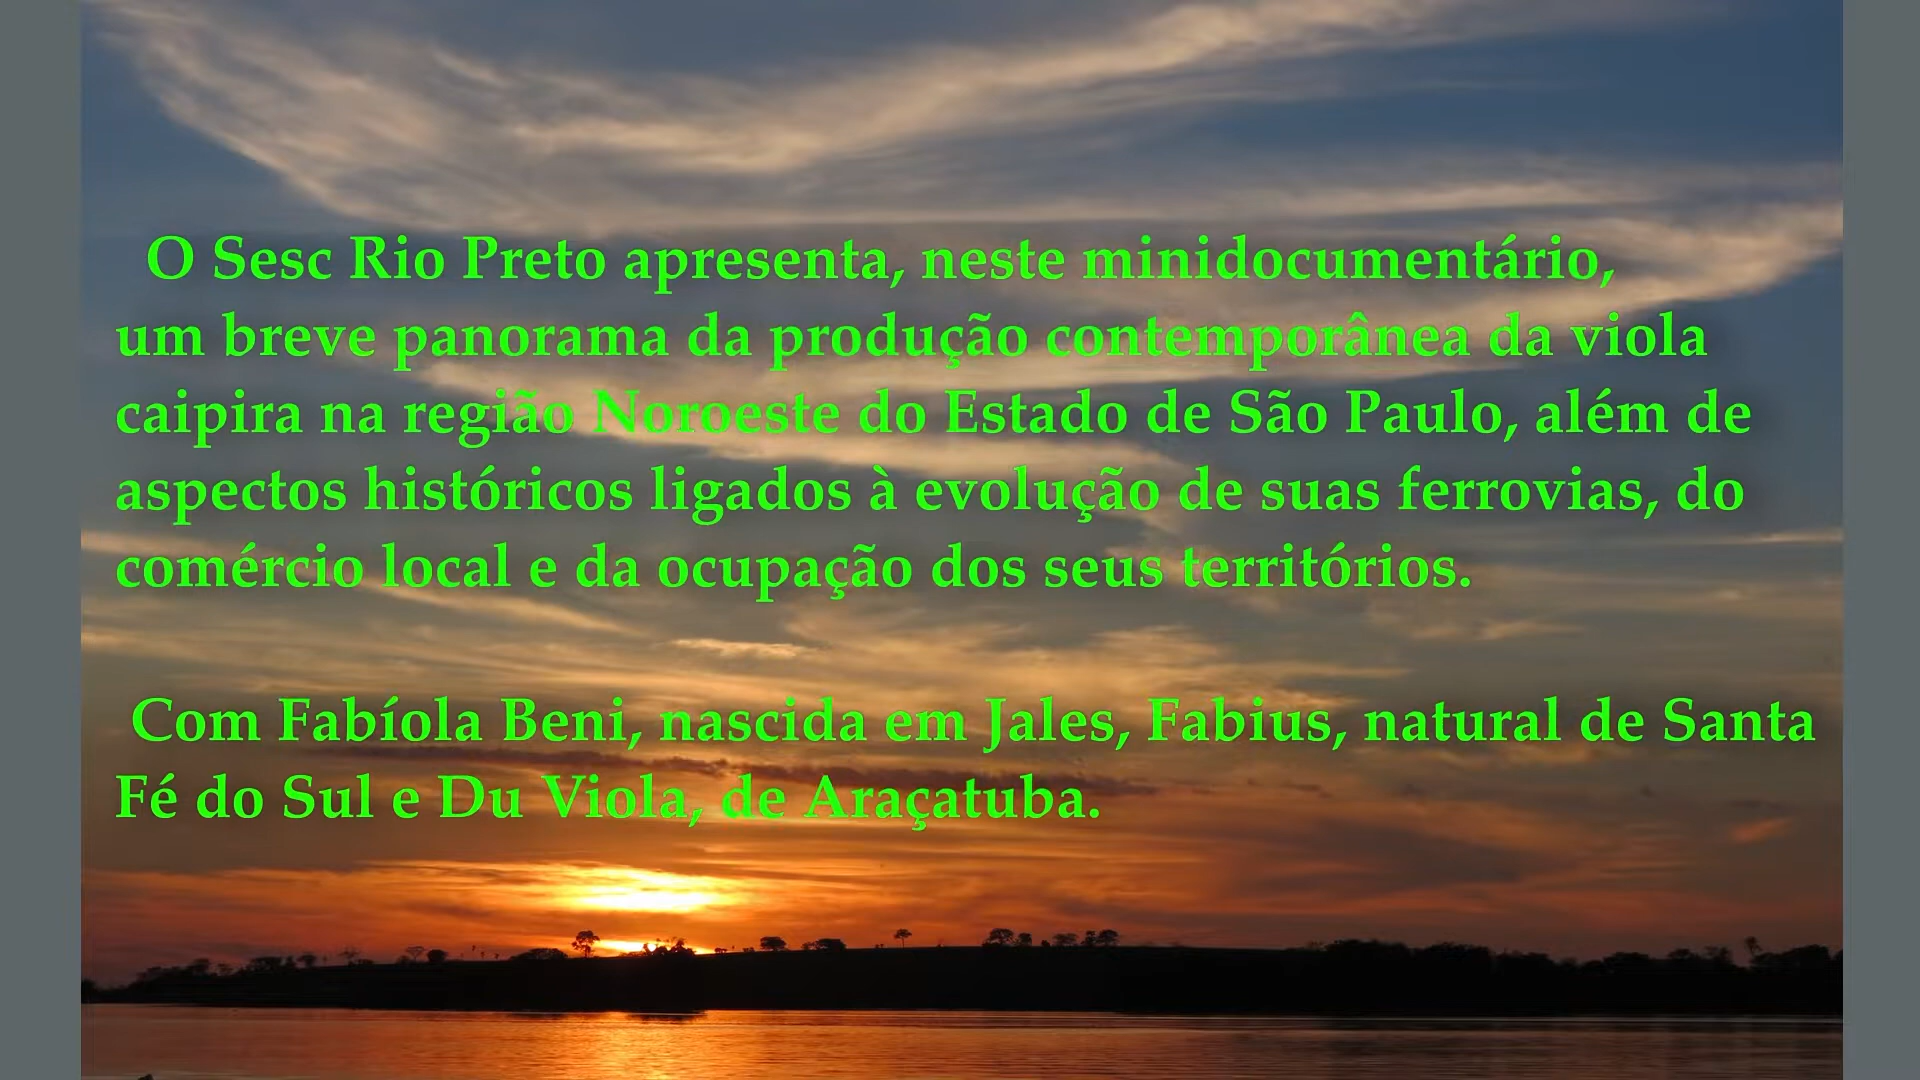 O Sesc Rio Preto apresenta, neste minidocumentário,
um breve panorama da produção contemporânea da viola
caipira na região Noroeste do Estado de São Paulo, além de
aspectos históricos ligados à evolução de suas ferrovias, do
comércio local e da ocupação dos seus territórios.
Com Fabíola Beni, nascida em Jales, Fabius, natural de Santa
Fé do Sul e Du Viola, de Araçatuba.